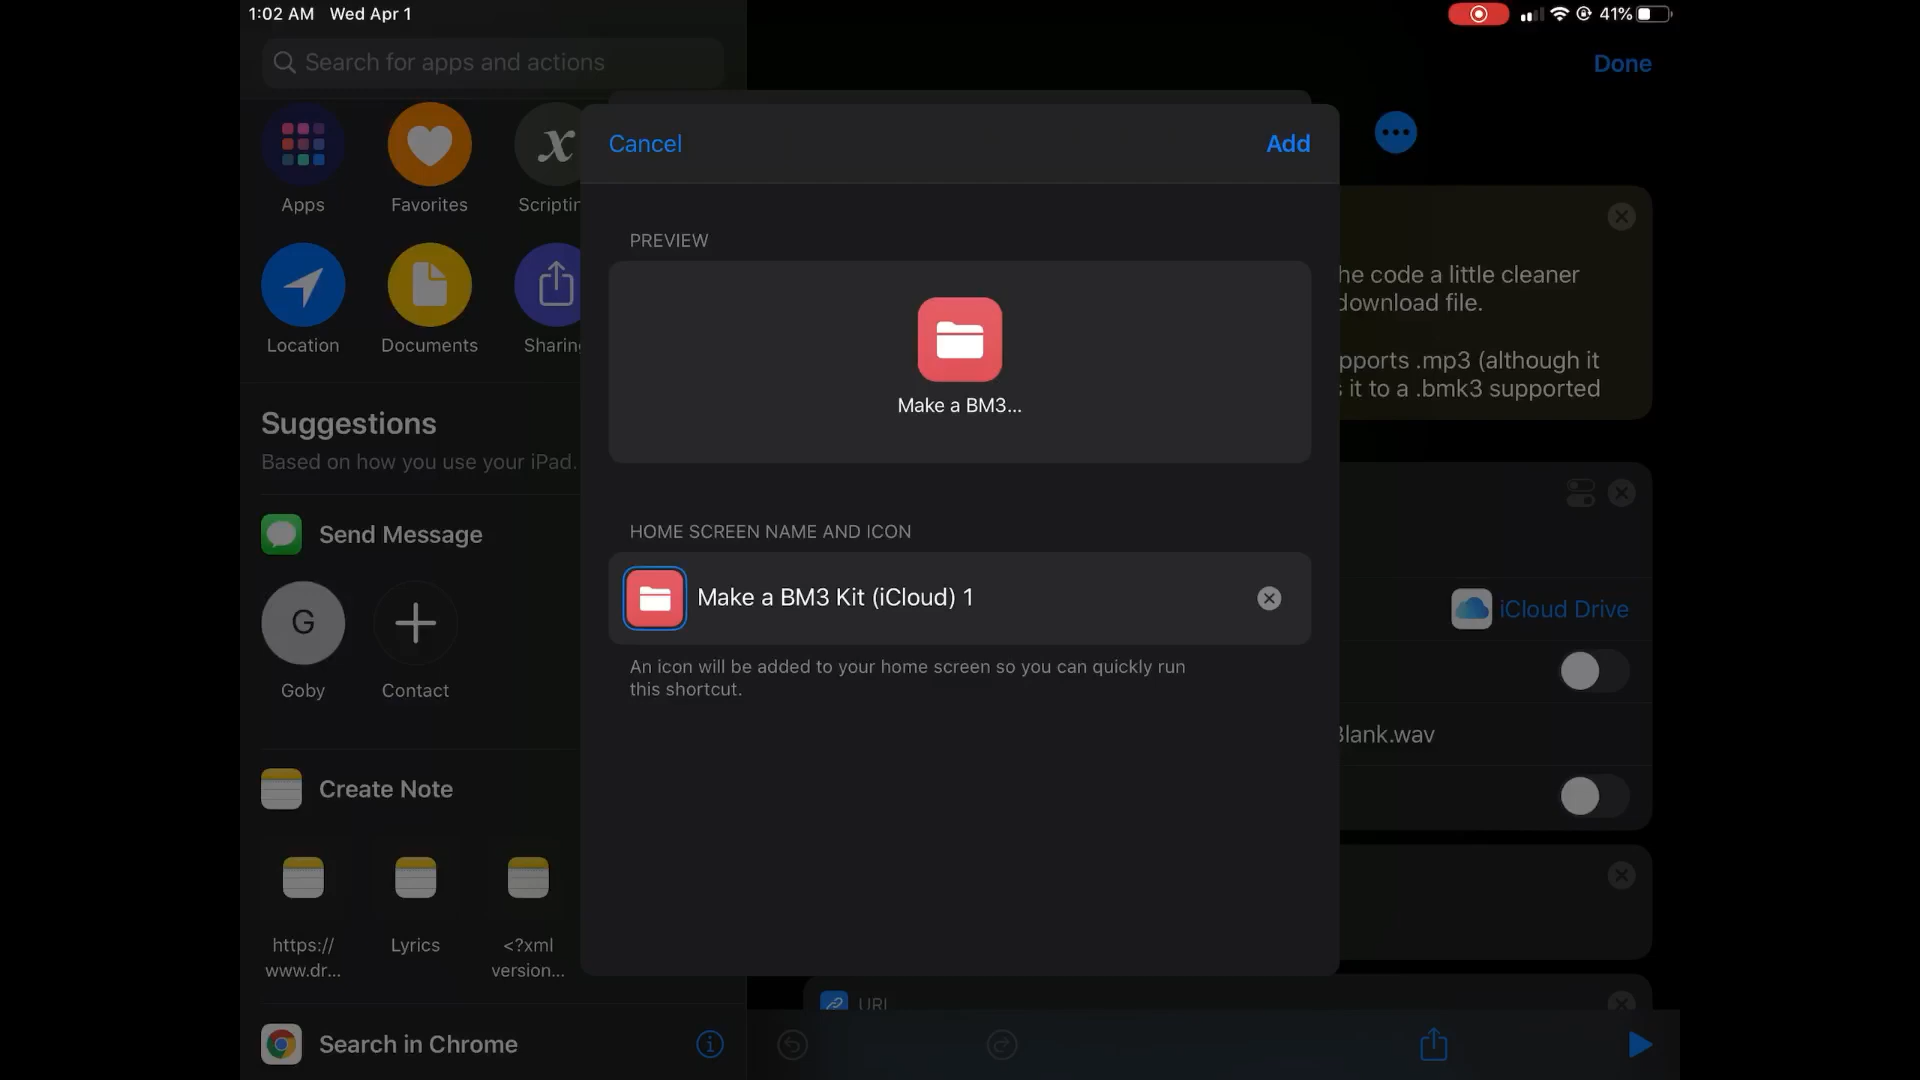 1:02 AM Wed Apr 1
41%
Search for apps and actions
Done
Cancel
Add
Apps
Favorites
Location
Documents
PREVIEW
Make a BM3...
he code a little cleaner
download file.
pports .mp3 (although it
it to a .bmk3 supported
Suggestions
Based on how you use your iPad.
Send Message
G
Goby
Contact
HOME SCREEN NAME AND ICON
Make a BM3 Kit (iCloud) 1
An icon will be added to your home screen so you can quickly run
this shortcut.
iCloud Drive
Blank.wav
Create Note
https://
www.dr...
Lyrics
<?xml
version...
URL
Search in Chrome